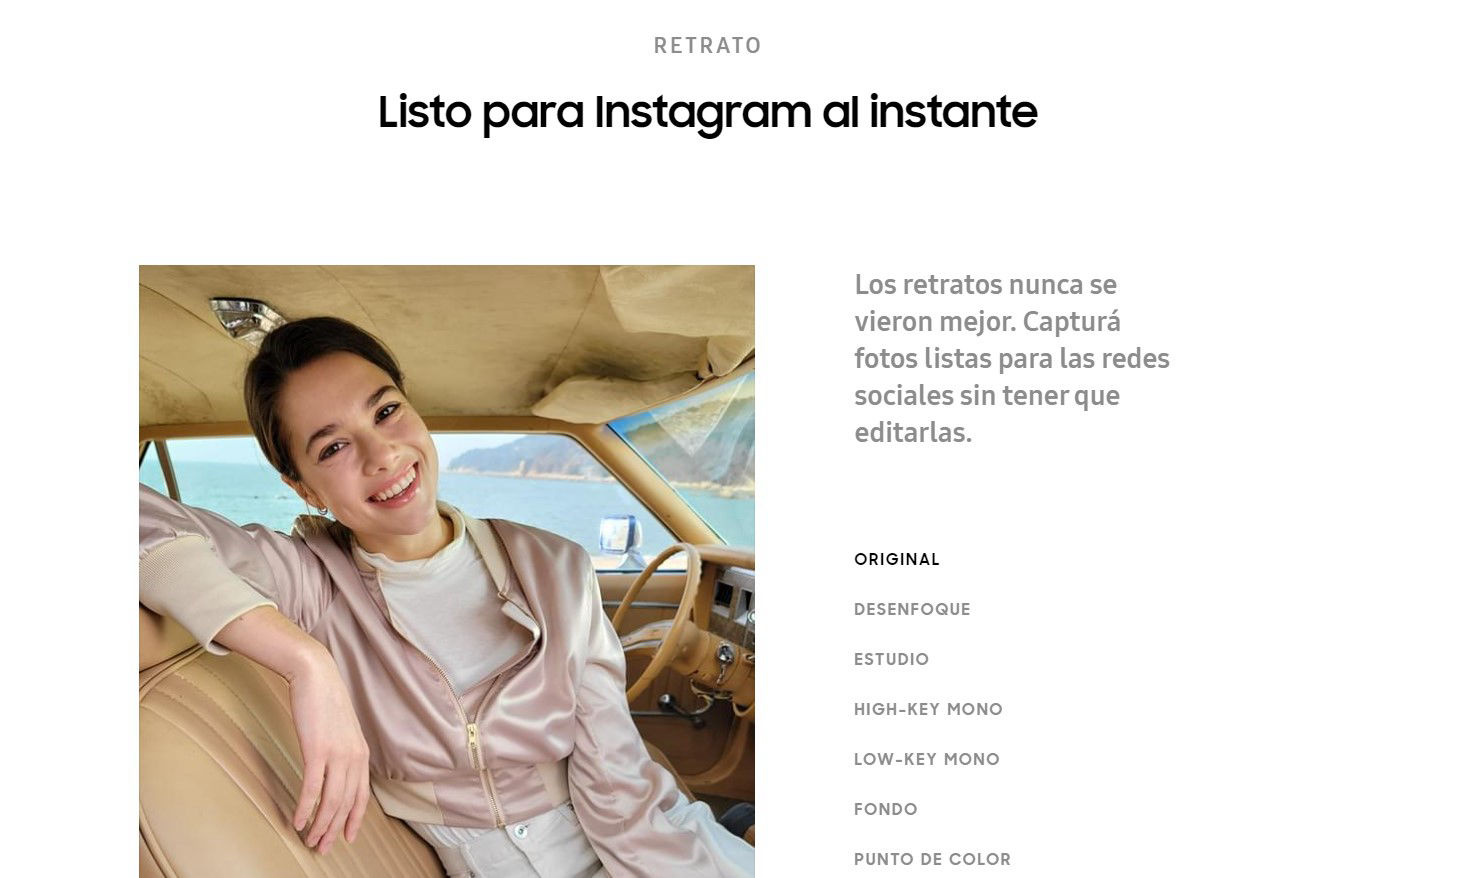 RETRATO
Listo para Instagram al instante
Los retratos nunca se
vieron mejor. Capturá
fotos listas para las redes
sociales sin tener que
editarlas.
ORIGINAL
DESENFOQUE
ESTUDIO
HIGH-KEY MONO
LOW-KEY MONO
FONDO
PUNTO DE COLOR